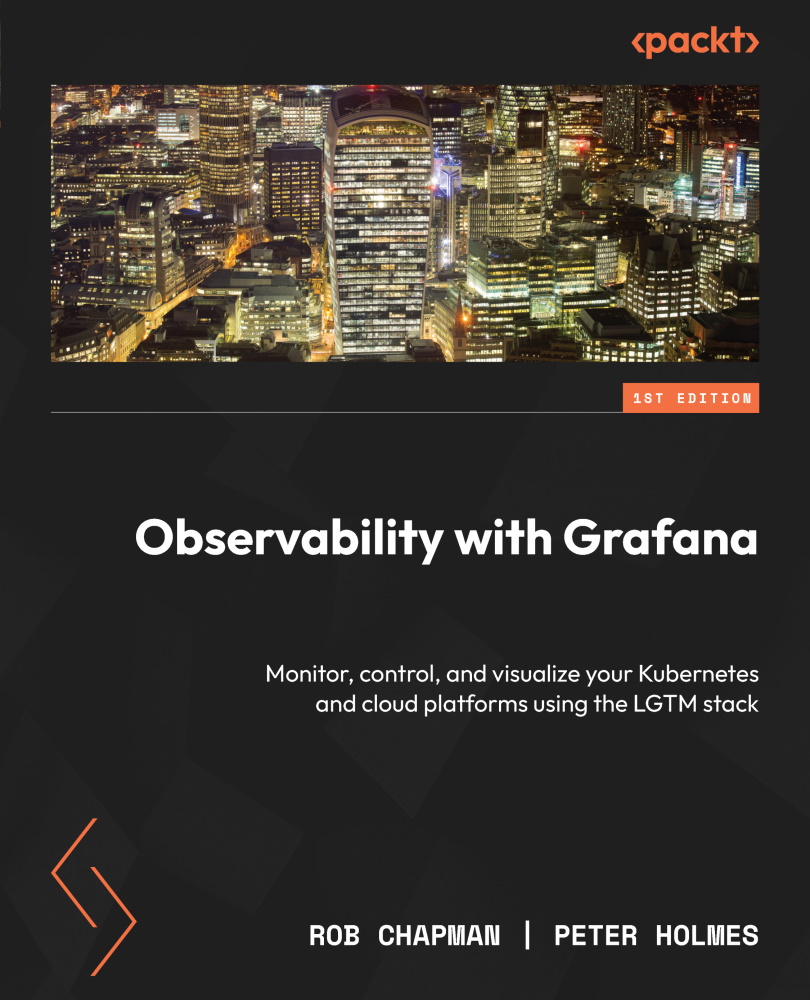 <packt>
1ST EDITION
Observability with Grafana
Monitor, control, and visualize your Kubernetes
and cloud platforms using the LGTM stack
ROB CHAPMAN | PETER HOLMES